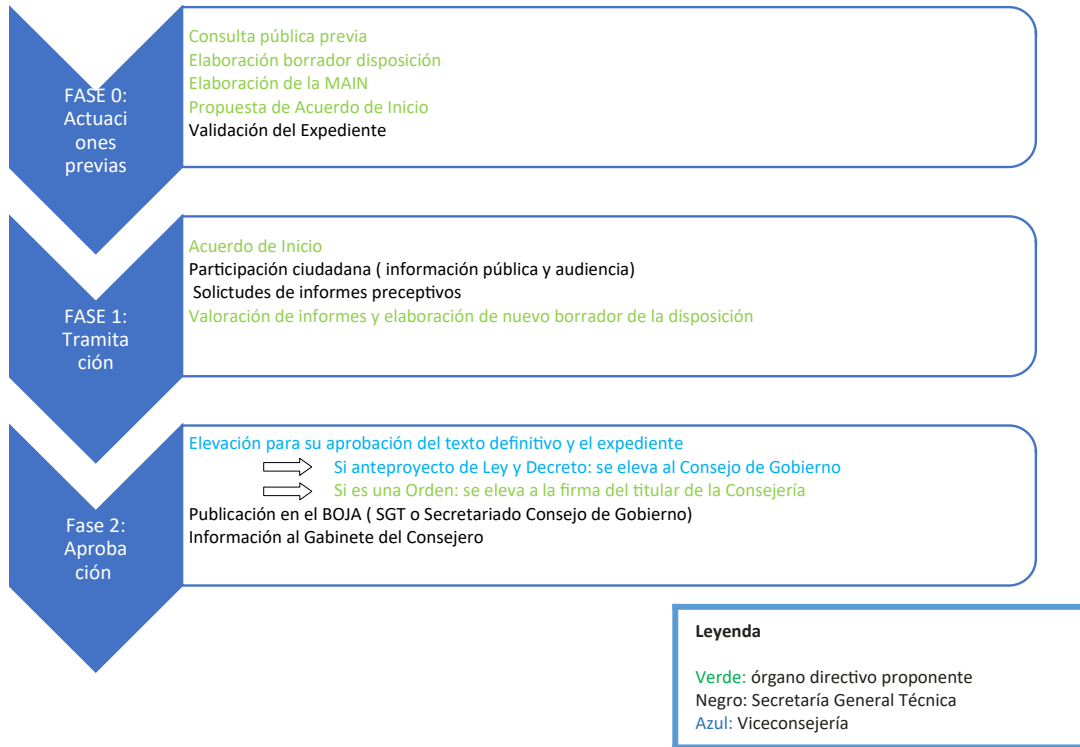 FASE 0:
Actuaci
ones
previas
Consulta pública previa
Elaboración borrador disposición
Elaboración de la MAIN
Propuesta de Acuerdo de Inicio
Validación del Expediente
FASE 1:
Tramita
ción
Acuerdo de Inicio
Participación ciudadana ( información pública y audiencia)
Solictudes de informes preceptivos
Valoración de informes y elaboración de nuevo borrador de la disposición
Fase 2:
Aproba
ción
Elevación para su aprobación del texto definitivo y el expediente
Si anteproyecto de Ley y Decreto: se eleva al Consejo de Gobierno
Si es una Orden: se eleva a la firma del titular de la Consejería
Publicación en el BOJA ( SGT o Secretariado Consejo de Gobierno)
Información al Gabinete del Consejero
Leyenda
Verde: órgano directivo proponente
Negro: Secretaría General Técnica
Azul: Viceconsejería